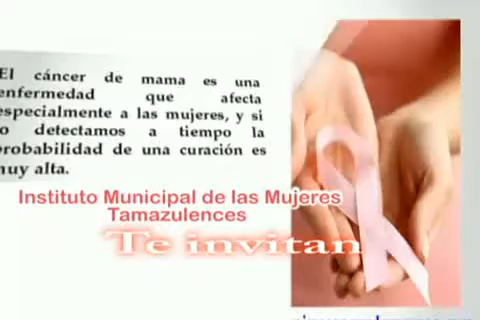 El cáncer de mama es una
enfermedad que afecta
especialmente a las mujeres, y si
lo detectamos a tiempo la
probabilidad de una curación es
muy alta.
Instituto Municipal de las Mujeres
Tamazulences
Te invitan